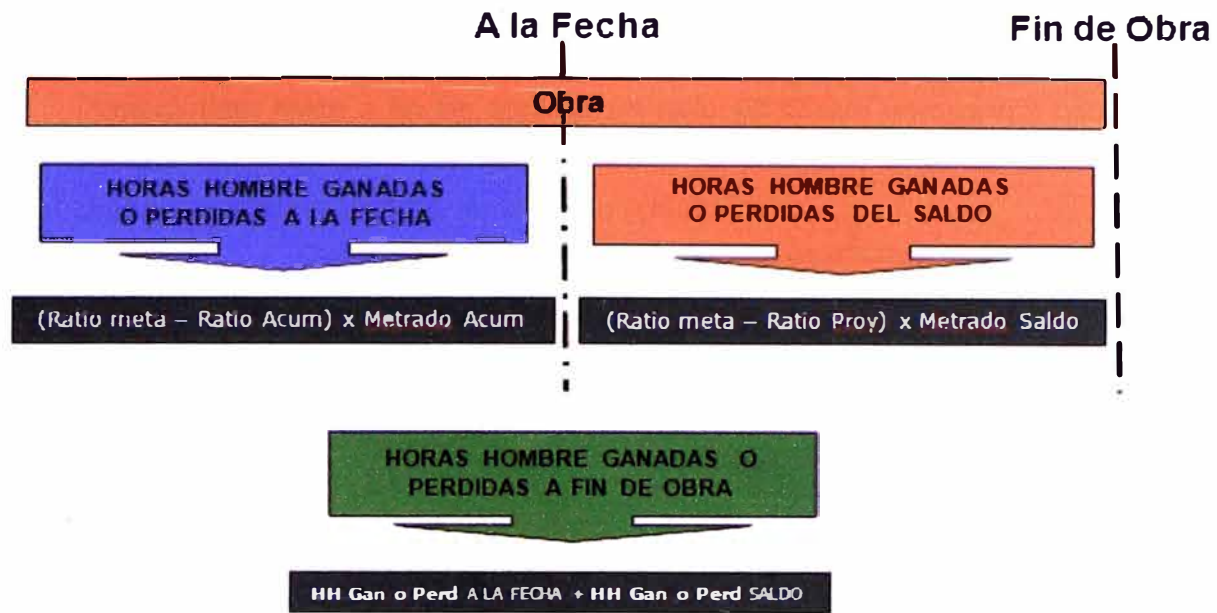 A la Fecha
Fin de Obra
Obra
HORAS HOMBRE GANADAS
O PERDIDAS A LA FECHA
HORAS HOMBRE GANADAS
O PERDIDAS DEL SALDO
(Ratio meta – Ratio Acum) x Metrado Acum
(Ratio meta – Ratio Proy) x Metrado Saldo
HORAS HOMBRE GANADAS O
PERDIDAS A FIN DE OBRA
HH Gan o Perd A LA FECHA + HH Gan o Perd SALDO